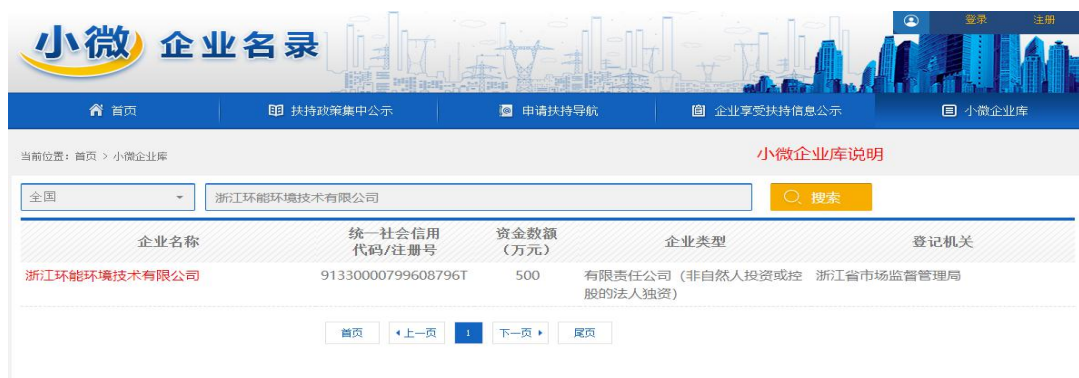 小微企业名录
登录 注册
首页 扶持政策集中公示 申请扶持导航 企业享受扶持信息公示 小微企业库
当前位置：首页 > 小微企业库
小微企业库说明
全国 浙江环能环境技术有限公司 搜索
企业名称 统一社会信用代码/注册号 资金数额（万元） 企业类型 登记机关
浙江环能环境技术有限公司 91330000799608796T 500 有限责任公司（非自然人投资或控股的法人独资） 浙江省市场监督管理局
首页 上一页 1 下一页 尾页